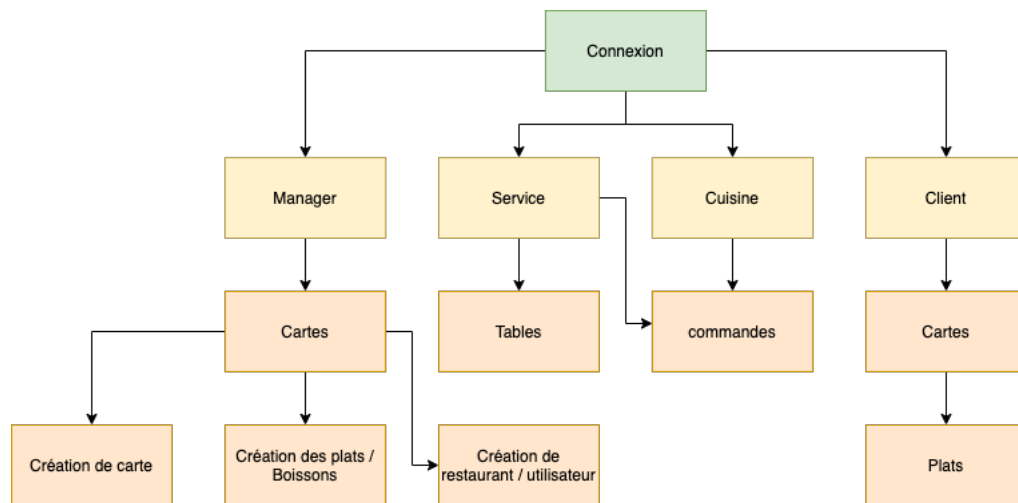 Connexion
Manager
Service
Cuisine
Client
Cartes
Tables
commandes
Cartes
Création de carte
Création des plats /
Boissons
Création de
restaurant / utilisateur
Plats